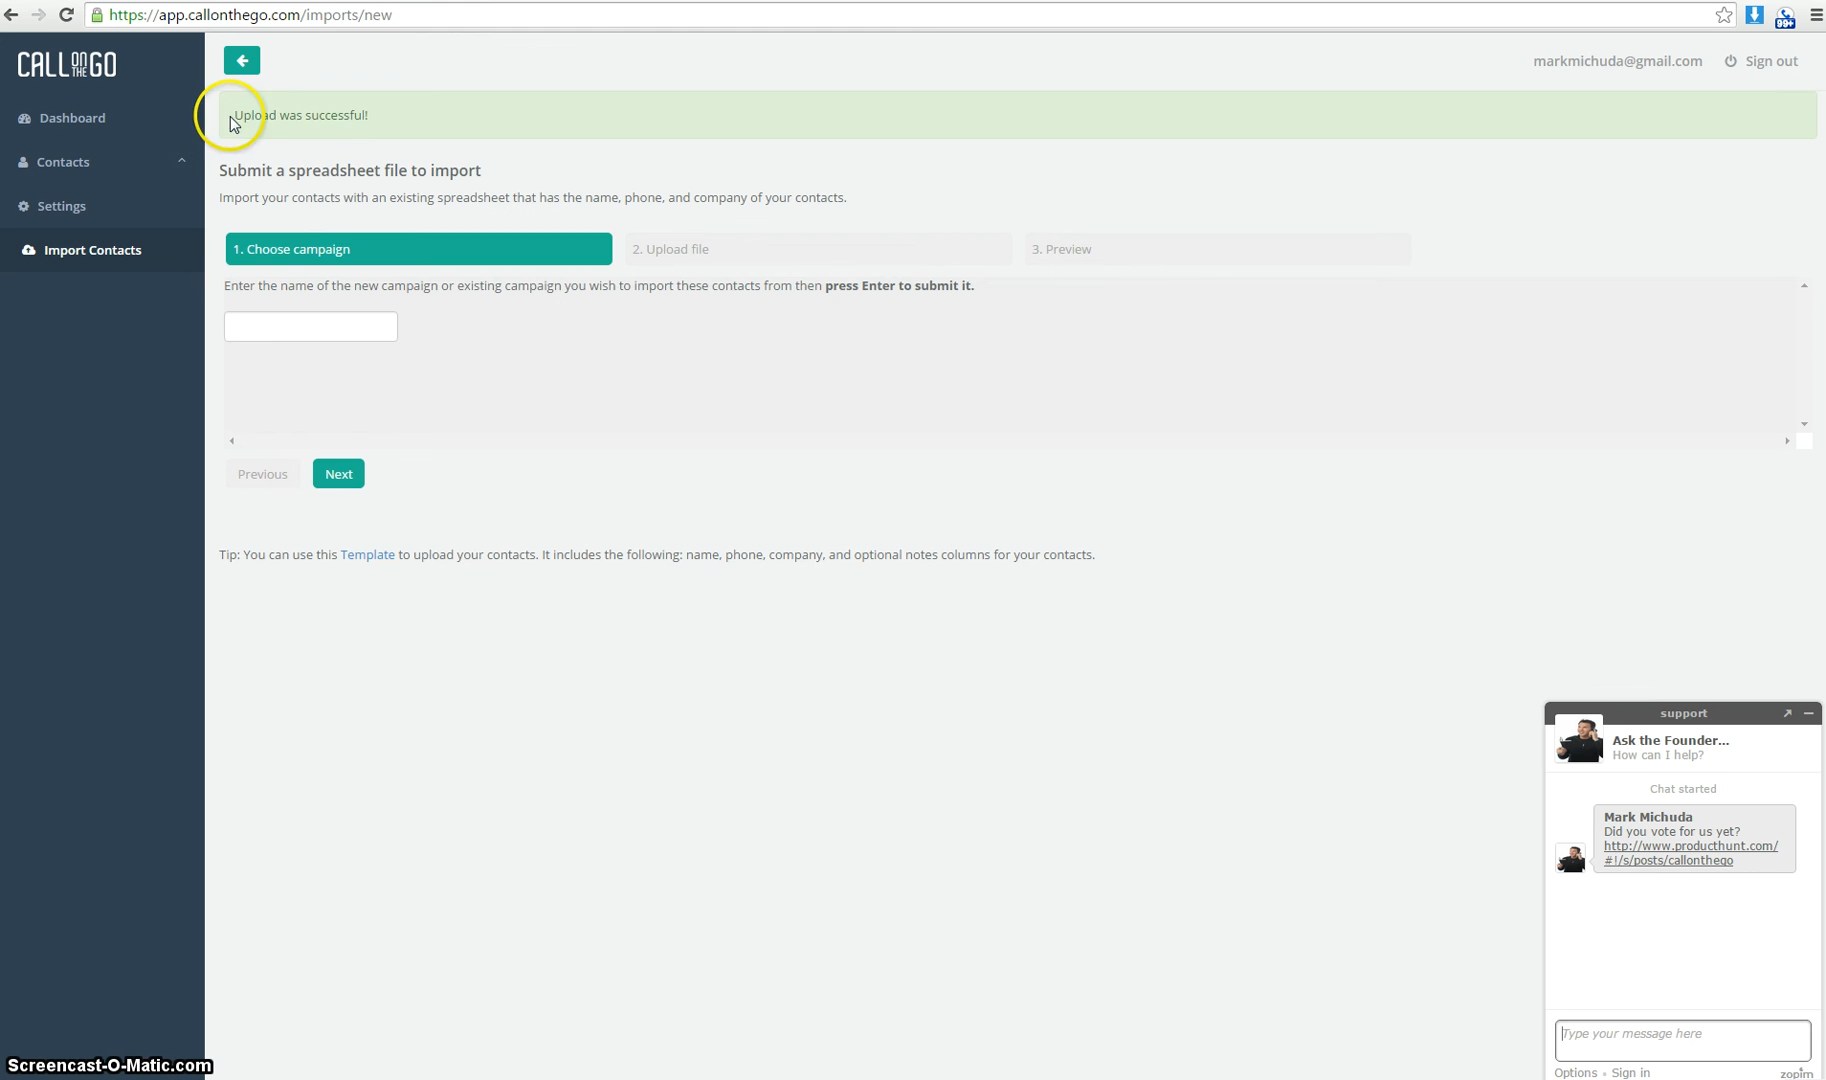 https://app.callonthego.com/imports/new
99+
CALL ON THE GO
markmichuda@gmail.com
Sign out
Dashboard
Contacts
Settings
Import Contacts
Upload was successful!
Submit a spreadsheet file to import
Import your contacts with an existing spreadsheet that has the name, phone, and company of your contacts.
1. Choose campaign
2. Upload file
3. Preview
Enter the name of the new campaign or existing campaign you wish to import these contacts from then press Enter to submit it.
Previous
Next
Tip: You can use this Template to upload your contacts. It includes the following: name, phone, company, and optional notes columns for your contacts.
support
Ask the Founder...
How can I help?
Chat started
Mark Michuda
Did you vote for us yet?
http://www.producthunt.com/
#!/s/posts/callonthego
Type your message here
Options • Sign in
zopim
Screencast-O-Matic.com